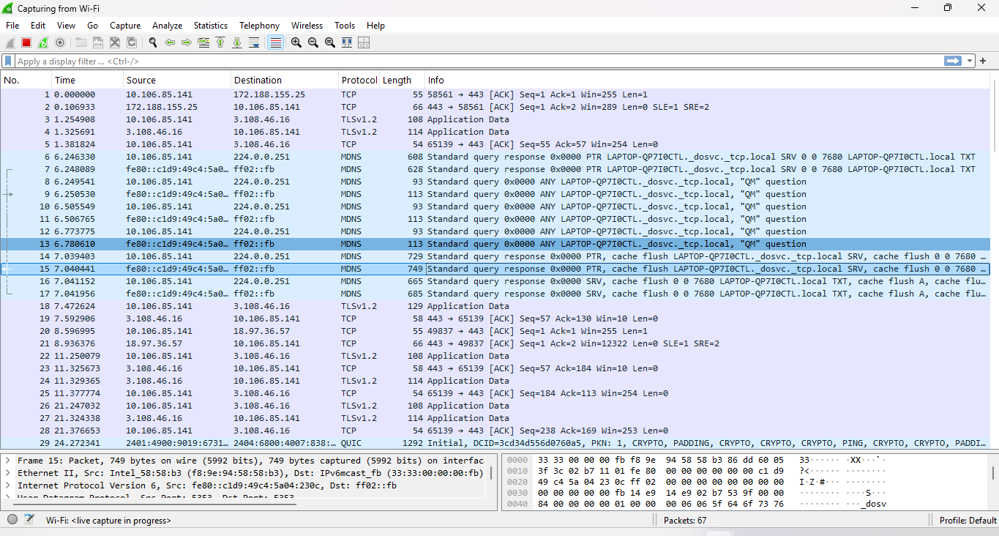 Capturing from Wi-Fi
File Edit View Go Capture Analyze Statistics Telephony Wireless Tools Help
Apply a display filter ... <Ctrl-/>
No. Time Source Destination Protocol Length Info
1 0.000000 10.106.85.141 172.188.155.25 TCP 55 58561 → 443 [ACK] Seq=1 Ack=1 Win=255 Len=1
2 0.106933 172.188.155.25 10.106.85.141 TCP 66 443 → 58561 [ACK] Seq=1 Ack=2 Win=289 Len=0 SLE=1 SRE=2
3 1.254908 10.106.85.141 3.108.46.16 TLSv1.2 108 Application Data
4 1.325691 3.108.46.16 10.106.85.141 TLSv1.2 114 Application Data
5 1.381824 10.106.85.141 3.108.46.16 TCP 54 65139 → 443 [ACK] Seq=55 Ack=57 Win=254 Len=0
6 6.246330 10.106.85.141 224.0.0.251 MDNS 608 Standard query response 0x0000 PTR LAPTOP-QP7I0CTL._dosvc._tcp.local SRV 0 0 7680 LAPTOP-QP7I0CTL.local TXT
7 6.248089 fe80::c1d9:49c4:5a0… ff02::fb MDNS 628 Standard query response 0x0000 PTR LAPTOP-QP7I0CTL._dosvc._tcp.local SRV 0 0 7680 LAPTOP-QP7I0CTL.local TXT
8 6.249541 10.106.85.141 224.0.0.251 MDNS 93 Standard query 0x0000 ANY LAPTOP-QP7I0CTL._dosvc._tcp.local, "QM" question
9 6.250530 fe80::c1d9:49c4:5a0… ff02::fb MDNS 113 Standard query 0x0000 ANY LAPTOP-QP7I0CTL._dosvc._tcp.local, "QM" question
10 6.505549 10.106.85.141 224.0.0.251 MDNS 93 Standard query 0x0000 ANY LAPTOP-QP7I0CTL._dosvc._tcp.local, "QM" question
11 6.506765 fe80::c1d9:49c4:5a0… ff02::fb MDNS 113 Standard query 0x0000 ANY LAPTOP-QP7I0CTL._dosvc._tcp.local, "QM" question
12 6.773775 10.106.85.141 224.0.0.251 MDNS 93 Standard query 0x0000 ANY LAPTOP-QP7I0CTL._dosvc._tcp.local, "QM" question
13 6.780610 fe80::c1d9:49c4:5a0… ff02::fb MDNS 113 Standard query 0x0000 ANY LAPTOP-QP7I0CTL._dosvc._tcp.local, "QM" question
14 7.039403 10.106.85.141 224.0.0.251 MDNS 729 Standard query response 0x0000 PTR, cache flush LAPTOP-QP7I0CTL._dosvc._tcp.local SRV, cache flush 0 0 7680 …
15 7.040441 fe80::c1d9:49c4:5a0… ff02::fb MDNS 749 Standard query response 0x0000 PTR, cache flush LAPTOP-QP7I0CTL._dosvc._tcp.local SRV, cache flush 0 0 7680 …
16 7.041152 10.106.85.141 224.0.0.251 MDNS 665 Standard query response 0x0000 SRV, cache flush 0 0 7680 LAPTOP-QP7I0CTL.local TXT, cache flush A, cache flu…
17 7.041956 fe80::c1d9:49c4:5a0… ff02::fb MDNS 685 Standard query response 0x0000 SRV, cache flush 0 0 7680 LAPTOP-QP7I0CTL.local TXT, cache flush A, cache flu…
18 7.472624 10.106.85.141 3.108.46.16 TLSv1.2 129 Application Data
19 7.592906 3.108.46.16 10.106.85.141 TCP 58 443 → 65139 [ACK] Seq=57 Ack=130 Win=10 Len=0
20 8.596995 10.106.85.141 18.97.36.57 TCP 55 49837 → 443 [ACK] Seq=1 Ack=1 Win=255 Len=1
21 8.936376 18.97.36.57 10.106.85.141 TCP 66 443 → 49837 [ACK] Seq=1 Ack=2 Win=12322 Len=0 SLE=1 SRE=2
22 11.250079 10.106.85.141 3.108.46.16 TLSv1.2 108 Application Data
23 11.325673 3.108.46.16 10.106.85.141 TCP 58 443 → 65139 [ACK] Seq=57 Ack=184 Win=10 Len=0
24 11.329365 3.108.46.16 10.106.85.141 TLSv1.2 114 Application Data
25 11.377774 10.106.85.141 3.108.46.16 TCP 54 65139 → 443 [ACK] Seq=184 Ack=113 Win=254 Len=0
26 21.247032 10.106.85.141 3.108.46.16 TLSv1.2 108 Application Data
27 21.324338 3.108.46.16 10.106.85.141 TLSv1.2 114 Application Data
28 21.376653 10.106.85.141 3.108.46.16 TCP 54 65139 → 443 [ACK] Seq=238 Ack=169 Win=253 Len=0
29 24.272341 2401:4900:9019:6731… 2404:6800:4007:838:… QUIC 1292 Initial, DCID=3cd34d556d0760a5, PKN: 1, CRYPTO, PADDING, CRYPTO, CRYPTO, CRYPTO, PING, CRYPTO, CRYPTO, PADDI…
Frame 15: Packet, 749 bytes on wire (5992 bits), 749 bytes captured (5992 bits) on interfac
Ethernet II, Src: Intel_58:58:b3 (f8:9e:94:58:58:b3), Dst: IPv6mcast_fb (33:33:00:00:00:fb)
Internet Protocol Version 6, Src: fe80::c1d9:49c4:5a04:230c, Dst: ff02::fb
User Datagram Protocol, Src Port: 5353, Dst Port: 5353
0000 33 33 00 00 00 fb f8 9e 94 58 58 b3 86 dd 60 05 33······ ·XX···`·
0010 3f 3c 02 b7 11 01 fe 80 00 00 00 00 00 00 c1 d9 ?<······ ········
0020 49 c4 5a 04 23 0c ff 02 00 00 00 00 00 00 00 00 I·Z·#··· ········
0030 00 00 00 00 00 fb 14 e9 14 e9 02 b7 53 9f 00 00 ········ ····S···
0040 84 00 00 00 00 01 00 00 00 06 06 5f 64 6f 73 76 ········ ···_dosv
Wi-Fi: <live capture in progress> Packets: 67 Profile: Default